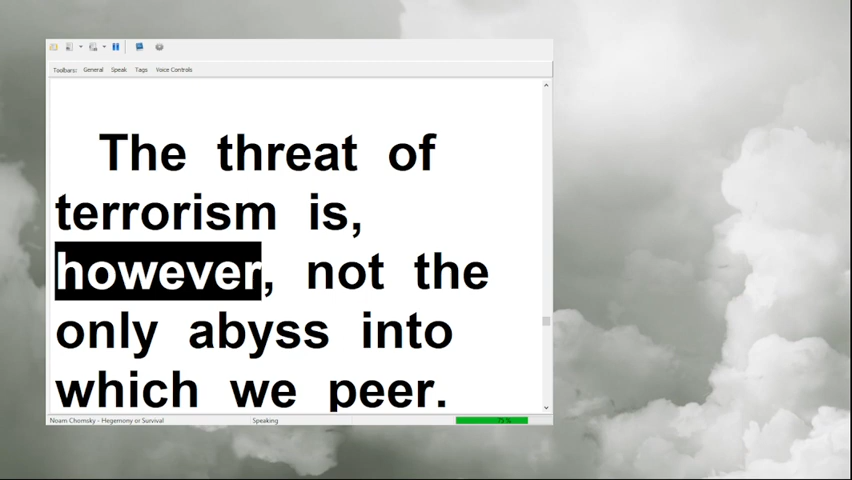 Toolbars: General Speak Tags Voice Controls
The threat of
terrorism is,
however, not the
only abyss into
which we peer.
Noam Chomsky - Hegemony or Survival Speaking 75 %